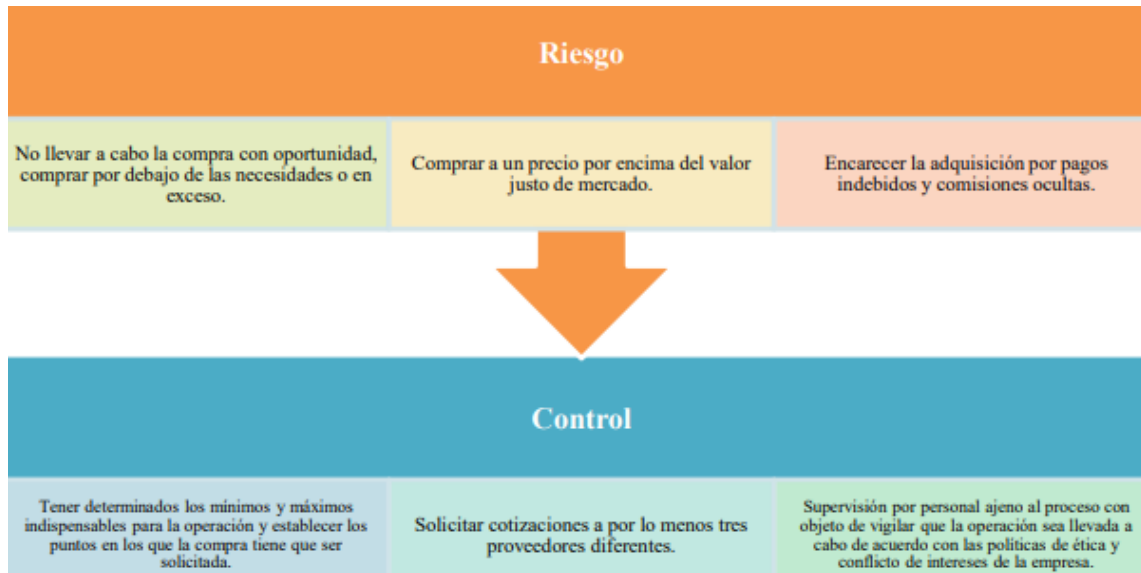 Riesgo
No llevar a cabo la compra con oportunidad,
comprar por debajo de las necesidades o en
exceso.
Comprar a un precio por encima del valor
justo de mercado.
Encarecer la adquisición por pagos
indebidos y comisiones ocultas.
Control
Tener determinados los mínimos y máximos
indispensables para la operación y establecer los
puntos en los que la compra tiene que ser
solicitada.
Solicitar cotizaciones a por lo menos tres
proveedores diferentes.
Supervisión por personal ajeno al proceso con
objeto de vigilar que la operación sea llevada a
cabo de acuerdo con las políticas de ética y
conflicto de intereses de la empresa.